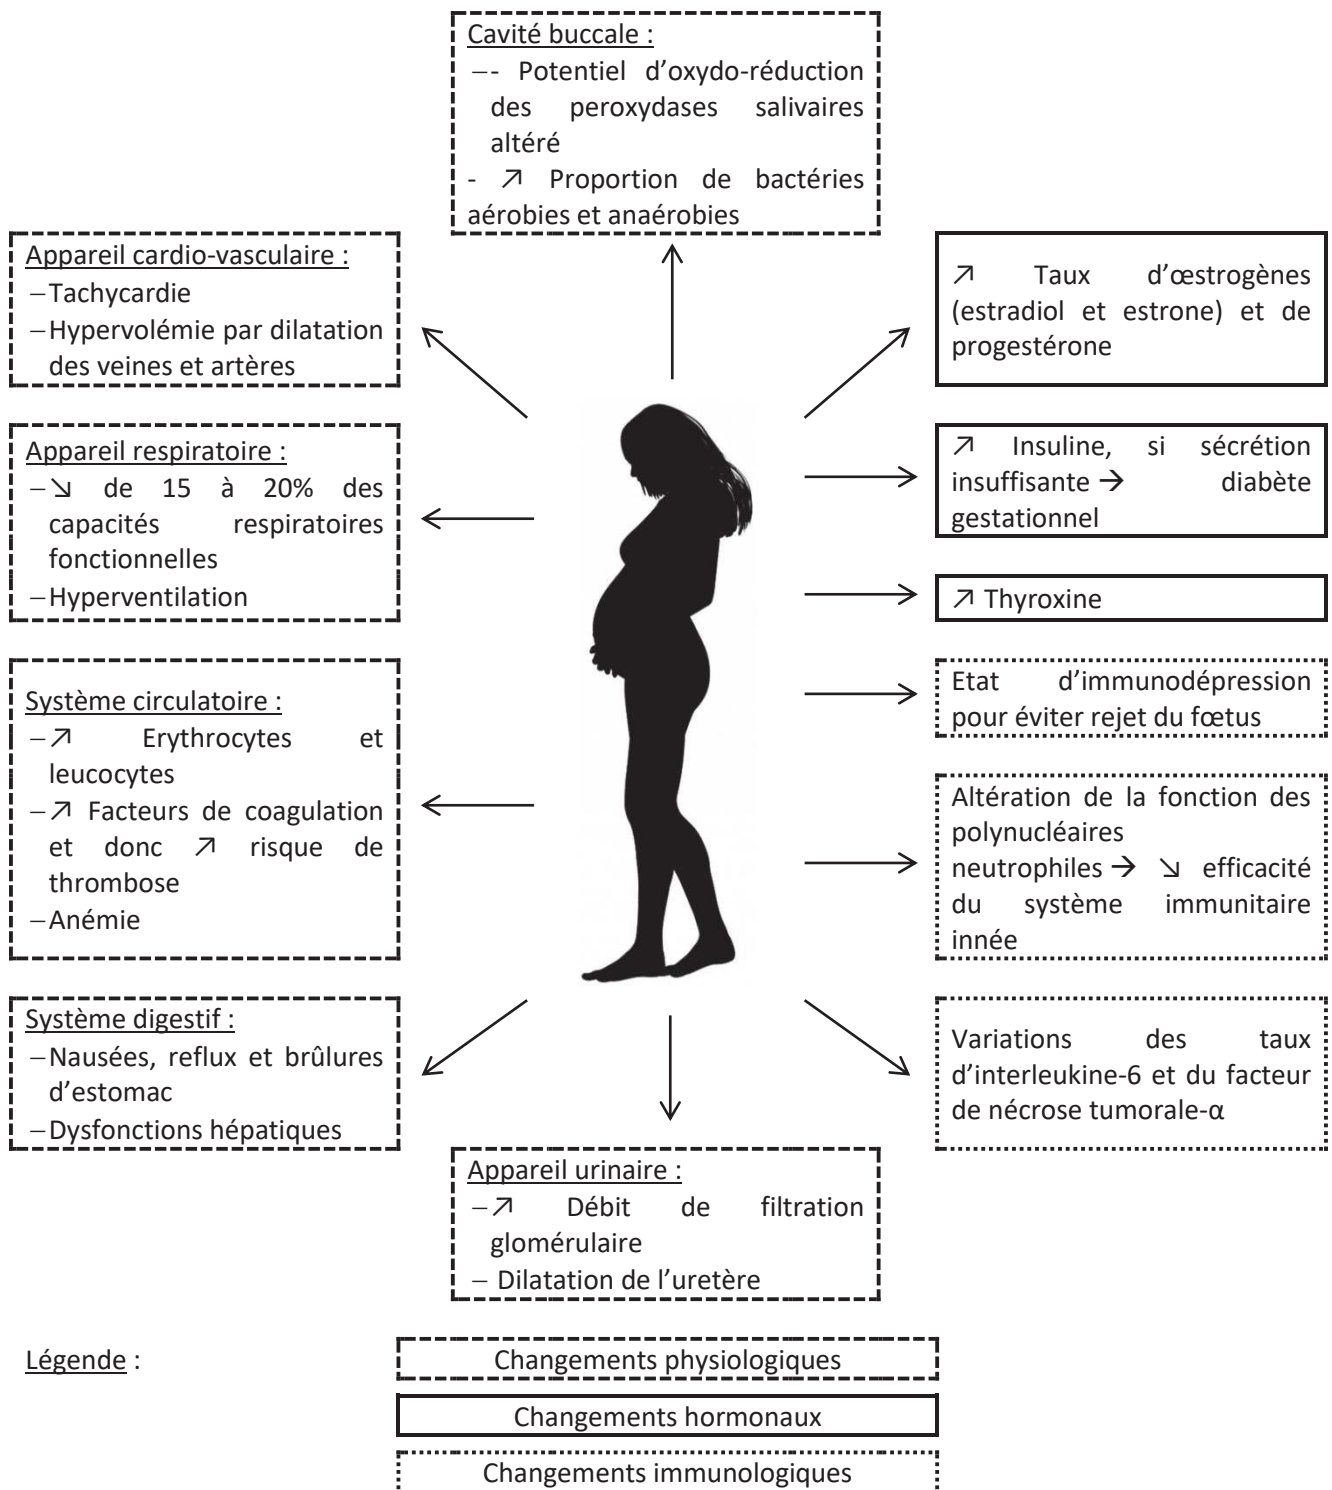 Cavité buccale :
−- Potentiel d’oxydo-réduction
des peroxydases salivaires
altéré
- ↗ Proportion de bactéries
aérobies et anaérobies
Appareil cardio-vasculaire :
−Tachycardie
−Hypervolémie par dilatation
des veines et artères
↗ Taux d’œstrogènes
(estradiol et estrone) et de
progestérone
Appareil respiratoire :
−↘ de 15 à 20% des
capacités respiratoires
fonctionnelles
−Hyperventilation
↗ Insuline, si sécrétion
insuffisante → diabète
gestationnel
↗ Thyroxine
Système circulatoire :
−↗ Erythrocytes et
leucocytes
−↗ Facteurs de coagulation
et donc ↗ risque de
thrombose
−Anémie
Etat d’immunodépression
pour éviter rejet du fœtus
Altération de la fonction des
polynucléaires
neutrophiles → ↘ efficacité
du système immunitaire
innée
Système digestif :
−Nausées, reflux et brûlures
d’estomac
−Dysfonctions hépatiques
Variations des taux
d’interleukine-6 et du facteur
de nécrose tumorale-α
Appareil urinaire :
−↗ Débit de filtration
glomérulaire
− Dilatation de l’uretère
Légende :
Changements physiologiques
Changements hormonaux
Changements immunologiques